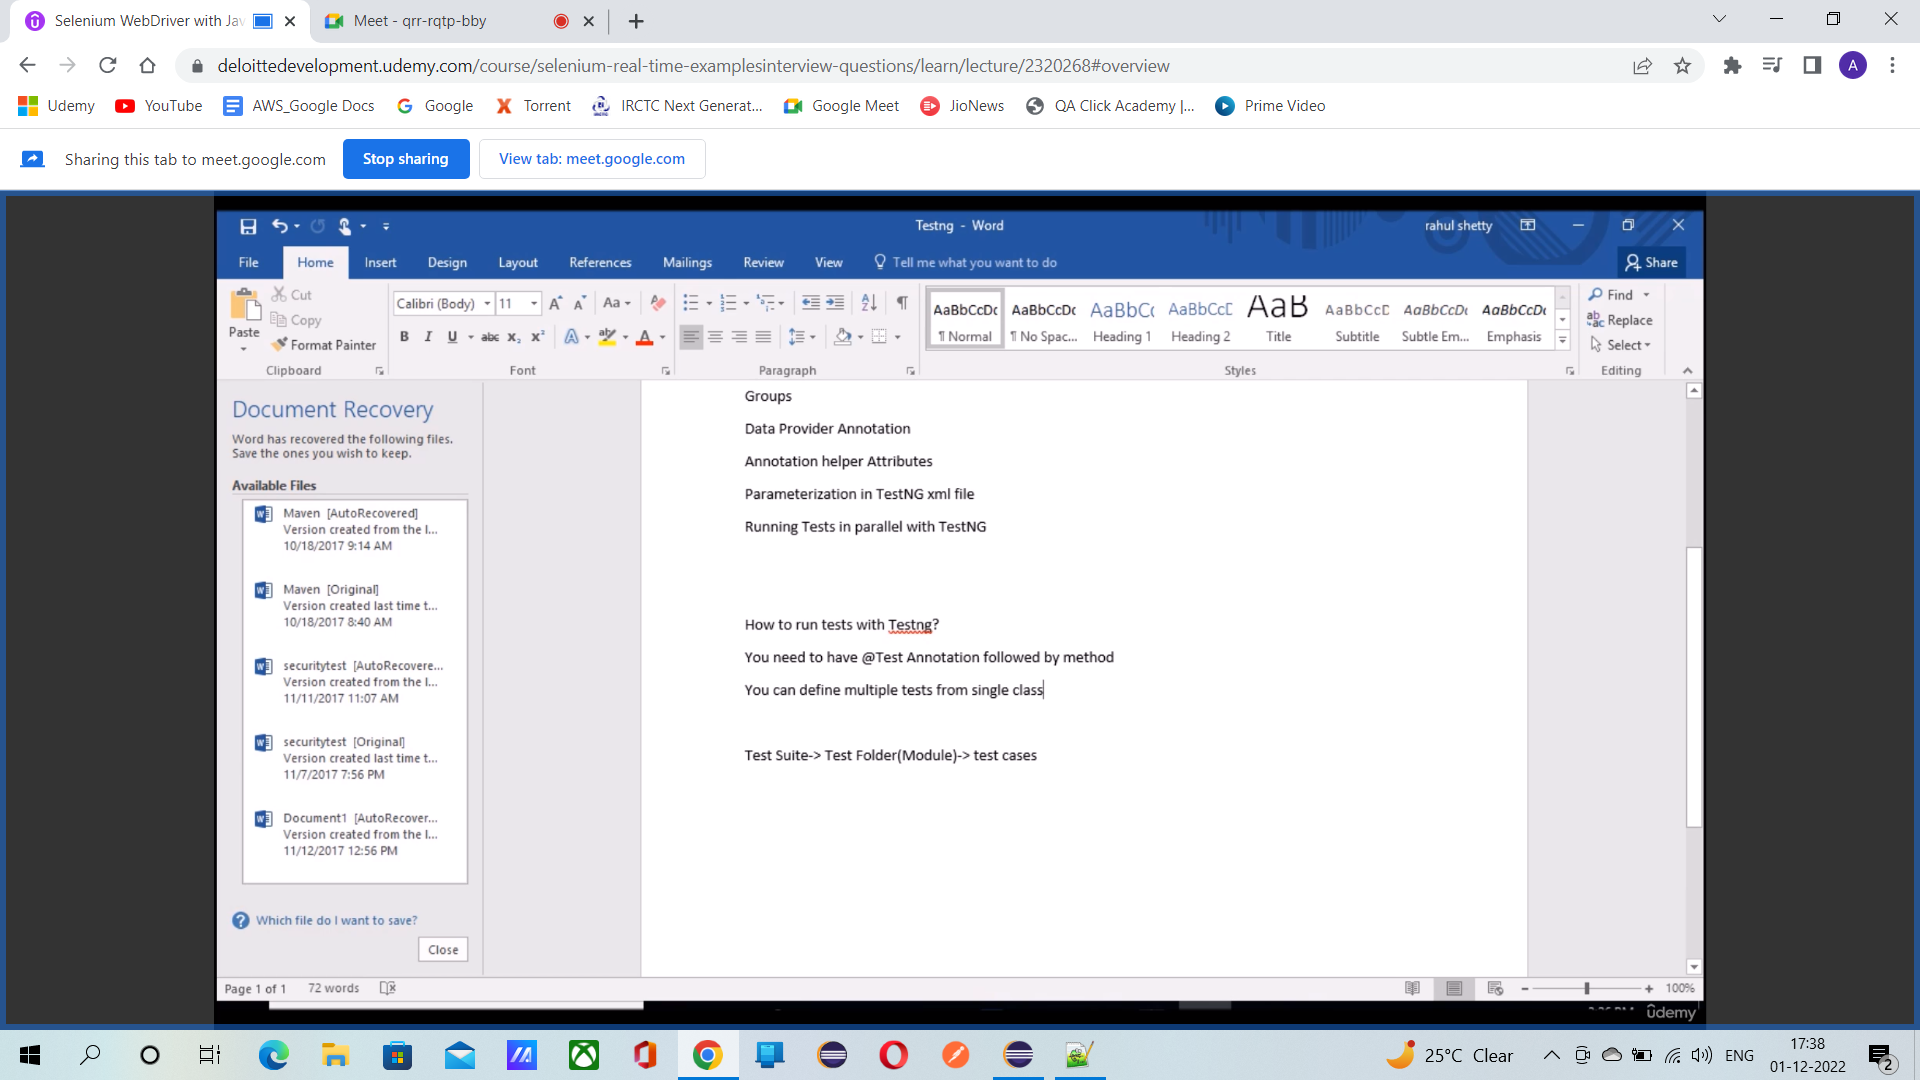 Selenium WebDriver with Jav
Meet - qrr-rqtp-bby
deloittedevelopment.udemy.com/course/selenium-real-time-examplesinterview-questions/learn/lecture/2320268#overview
A
Udemy YouTube AWS_Google Docs Google Torrent IRCTC Next Generat... Google Meet JioNews QA Click Academy |... Prime Video
Sharing this tab to meet.google.com Stop sharing View tab: meet.google.com
Testng - Word rahul shetty
File Home Insert Design Layout References Mailings Review View Tell me what you want to do Share
Paste
Cut
Copy
Format Painter
Clipboard
Calibri (Body) 11 Aa
B I U abc x₂ x² A ab A
Font
Paragraph
AaBbCcDc AaBbCcDc AaBbCc AaBbCcE AaB AaBbCcD AaBbCcDc AaBbCcDc
¶ Normal ¶ No Spac... Heading 1 Heading 2 Title Subtitle Subtle Em... Emphasis
Styles
Find
Replace
Select
Editing
Document Recovery
Word has recovered the following files.
Save the ones you wish to keep.
Available Files
Maven [AutoRecovered]
Version created from the l...
10/18/2017 9:14 AM
Maven [Original]
Version created last time t...
10/18/2017 8:40 AM
securitytest [AutoRecovere...
Version created from the l...
11/11/2017 11:07 AM
securitytest [Original]
Version created last time t...
11/7/2017 7:56 PM
Document1 [AutoRecover...
Version created from the l...
11/12/2017 12:56 PM
Which file do I want to save?
Close
Groups
Data Provider Annotation
Annotation helper Attributes
Parameterization in TestNG xml file
Running Tests in parallel with TestNG
How to run tests with Testng?
You need to have @Test Annotation followed by method
You can define multiple tests from single class
Test Suite-> Test Folder(Module)-> test cases
Page 1 of 1 72 words 100%
ûdemy
25°C Clear ENG
17:38
01-12-2022
2